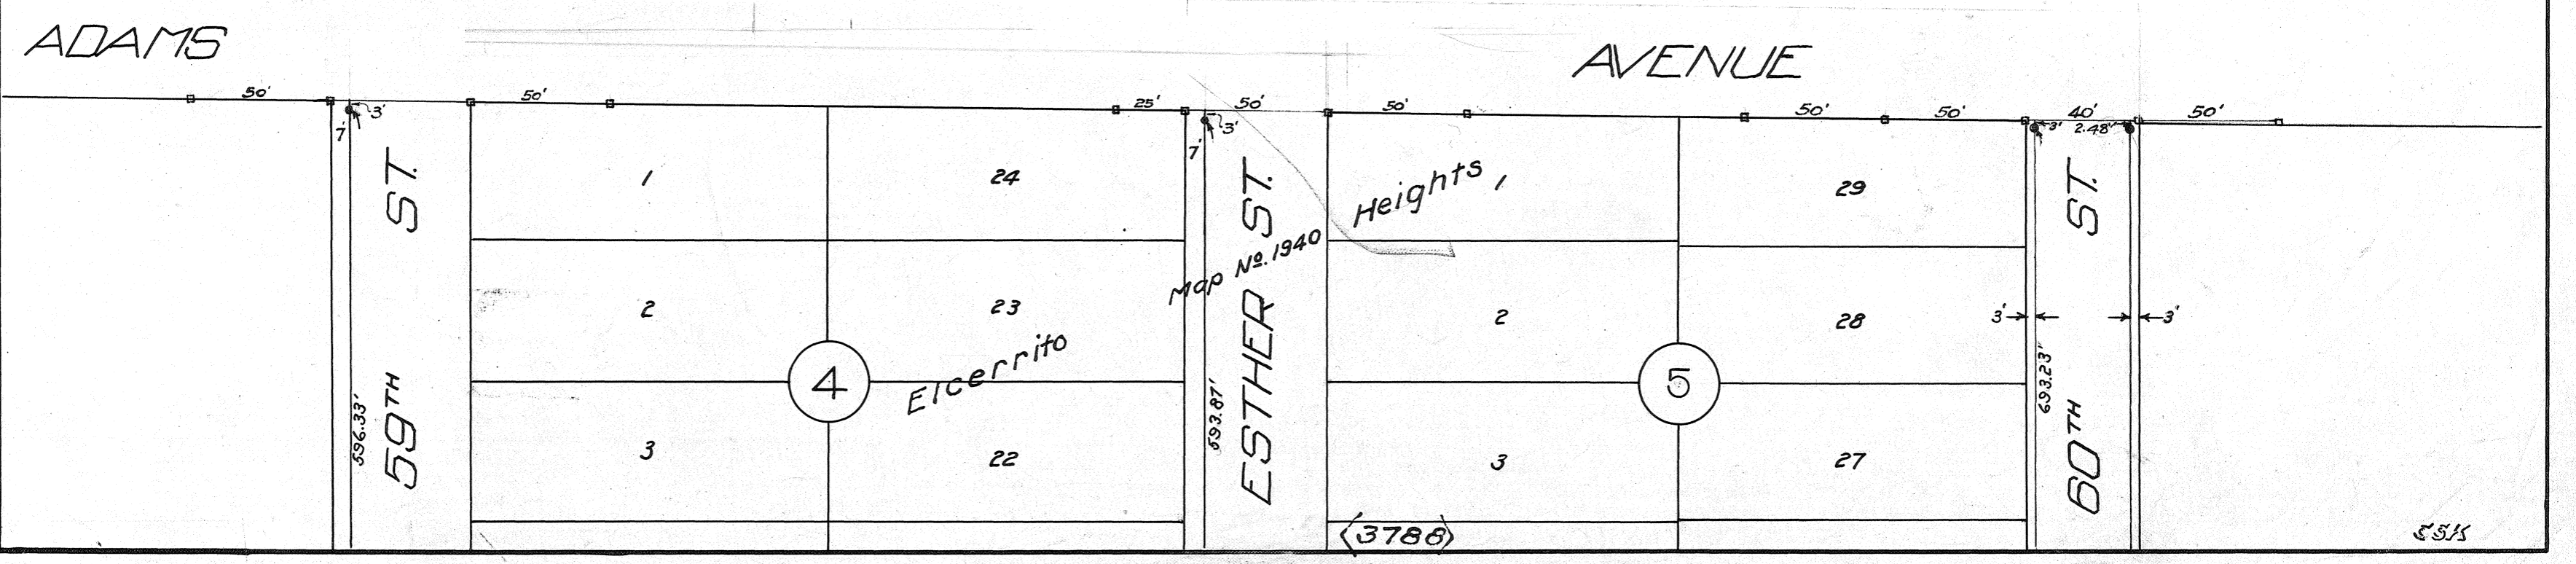 ADAMS AVENUE
50' 50' 25' 50' 50' 50' 50' 40' 50'
3' 3' 3' 2.48'
7' 7'
59TH ST.
ESTHER ST.
60TH ST.
1 24 1 29
2 23 2 28
3 22 3 27
4 5
Elcerrito Heights
Map No. 1940
3' 3'
596.33'
593.87'
693.23'
<3788>